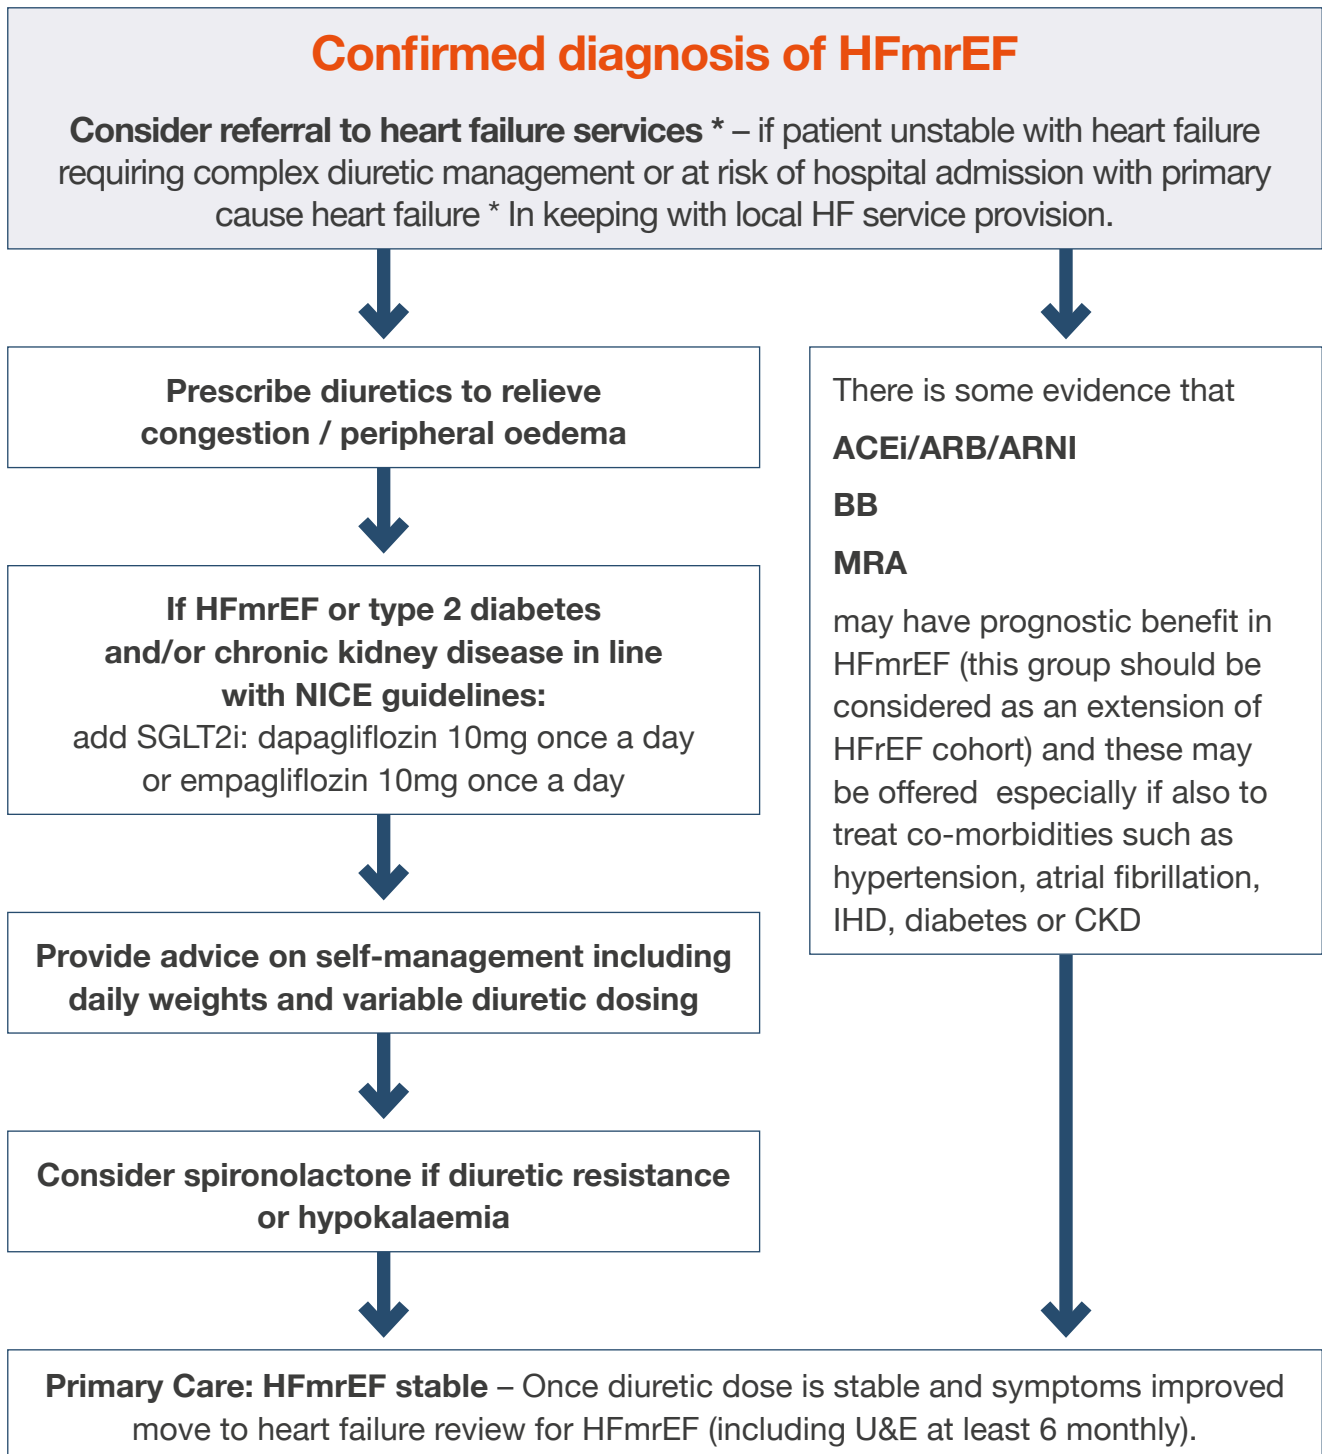 Confirmed diagnosis of HFmrEF
Consider referral to heart failure services * – if patient unstable with heart failure
requiring complex diuretic management or at risk of hospital admission with primary
cause heart failure * In keeping with local HF service provision.
Prescribe diuretics to relieve
congestion / peripheral oedema
If HFmrEF or type 2 diabetes
and/or chronic kidney disease in line
with NICE guidelines:
add SGLT2i: dapagliflozin 10mg once a day
or empagliflozin 10mg once a day
Provide advice on self-management including
daily weights and variable diuretic dosing
Consider spironolactone if diuretic resistance
or hypokalaemia
There is some evidence that
ACEi/ARB/ARNI
BB
MRA
may have prognostic benefit in
HFmrEF (this group should be
considered as an extension of
HFrEF cohort) and these may
be offered  especially if also to
treat co-morbidities such as
hypertension, atrial fibrillation,
IHD, diabetes or CKD
Primary Care: HFmrEF stable – Once diuretic dose is stable and symptoms improved
move to heart failure review for HFmrEF (including U&E at least 6 monthly).